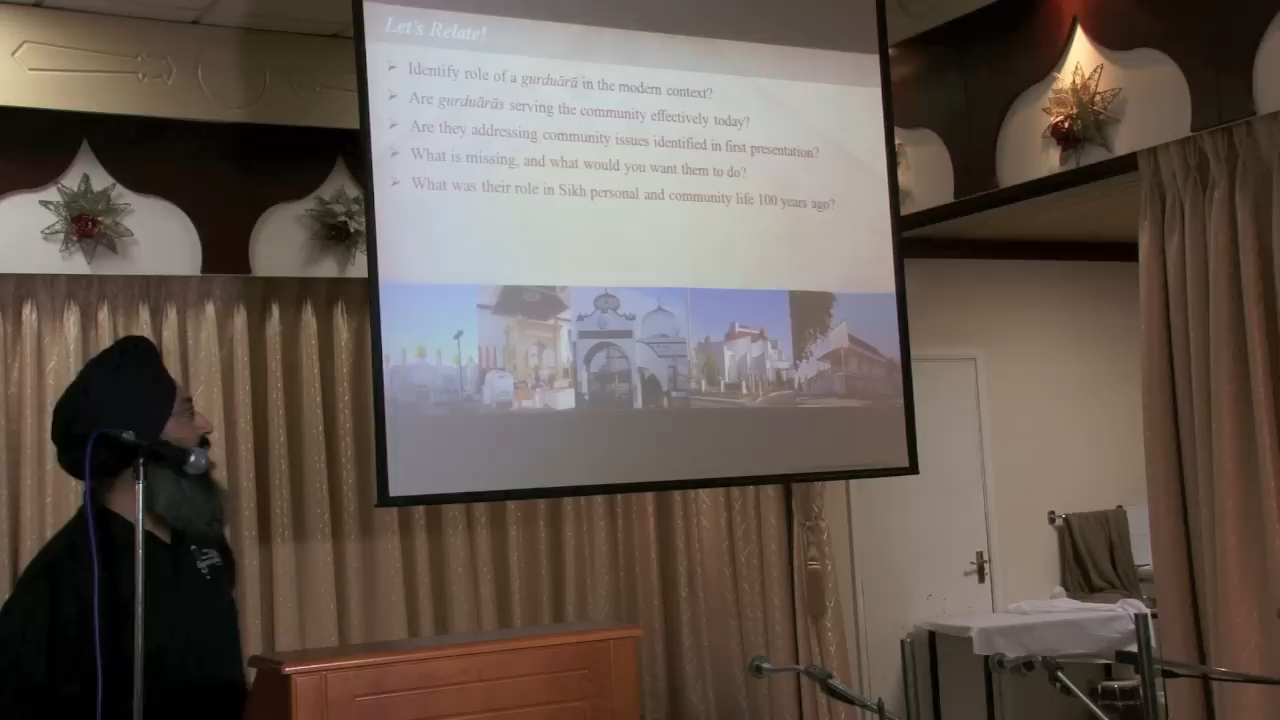 Let's Relate!
➢ Identify role of a gurduārā in the modern context?
➢ Are gurduārās serving the community effectively today?
➢ Are they addressing community issues identified in first presentation?
➢ What is missing, and what would you want them to do?
➢ What was their role in Sikh personal and community life 100 years ago?